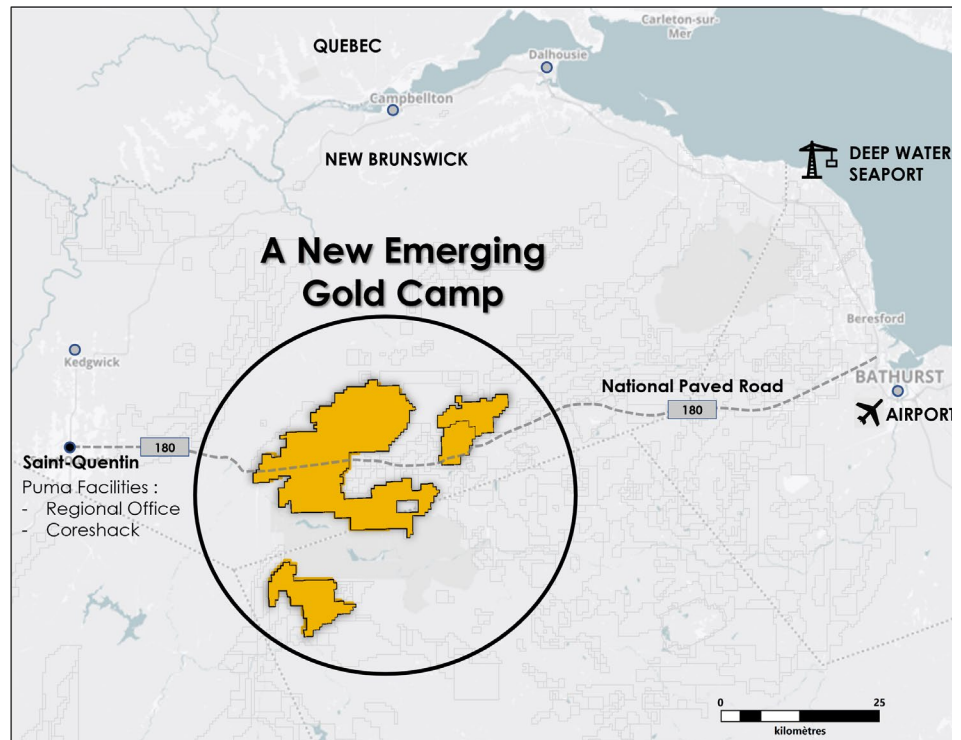 Carleton-sur-
Mer
QUEBEC
Dalhousie
Campbellton
NEW BRUNSWICK
DEEP WATER
SEAPORT
A New Emerging
Gold Camp
Beresford
Kedgwick
National Paved Road
BATHURST
180
AIRPORT
180
Saint-Quentin
Puma Facilities :
- Regional Office
- Coreshack
0 25
kilomètres